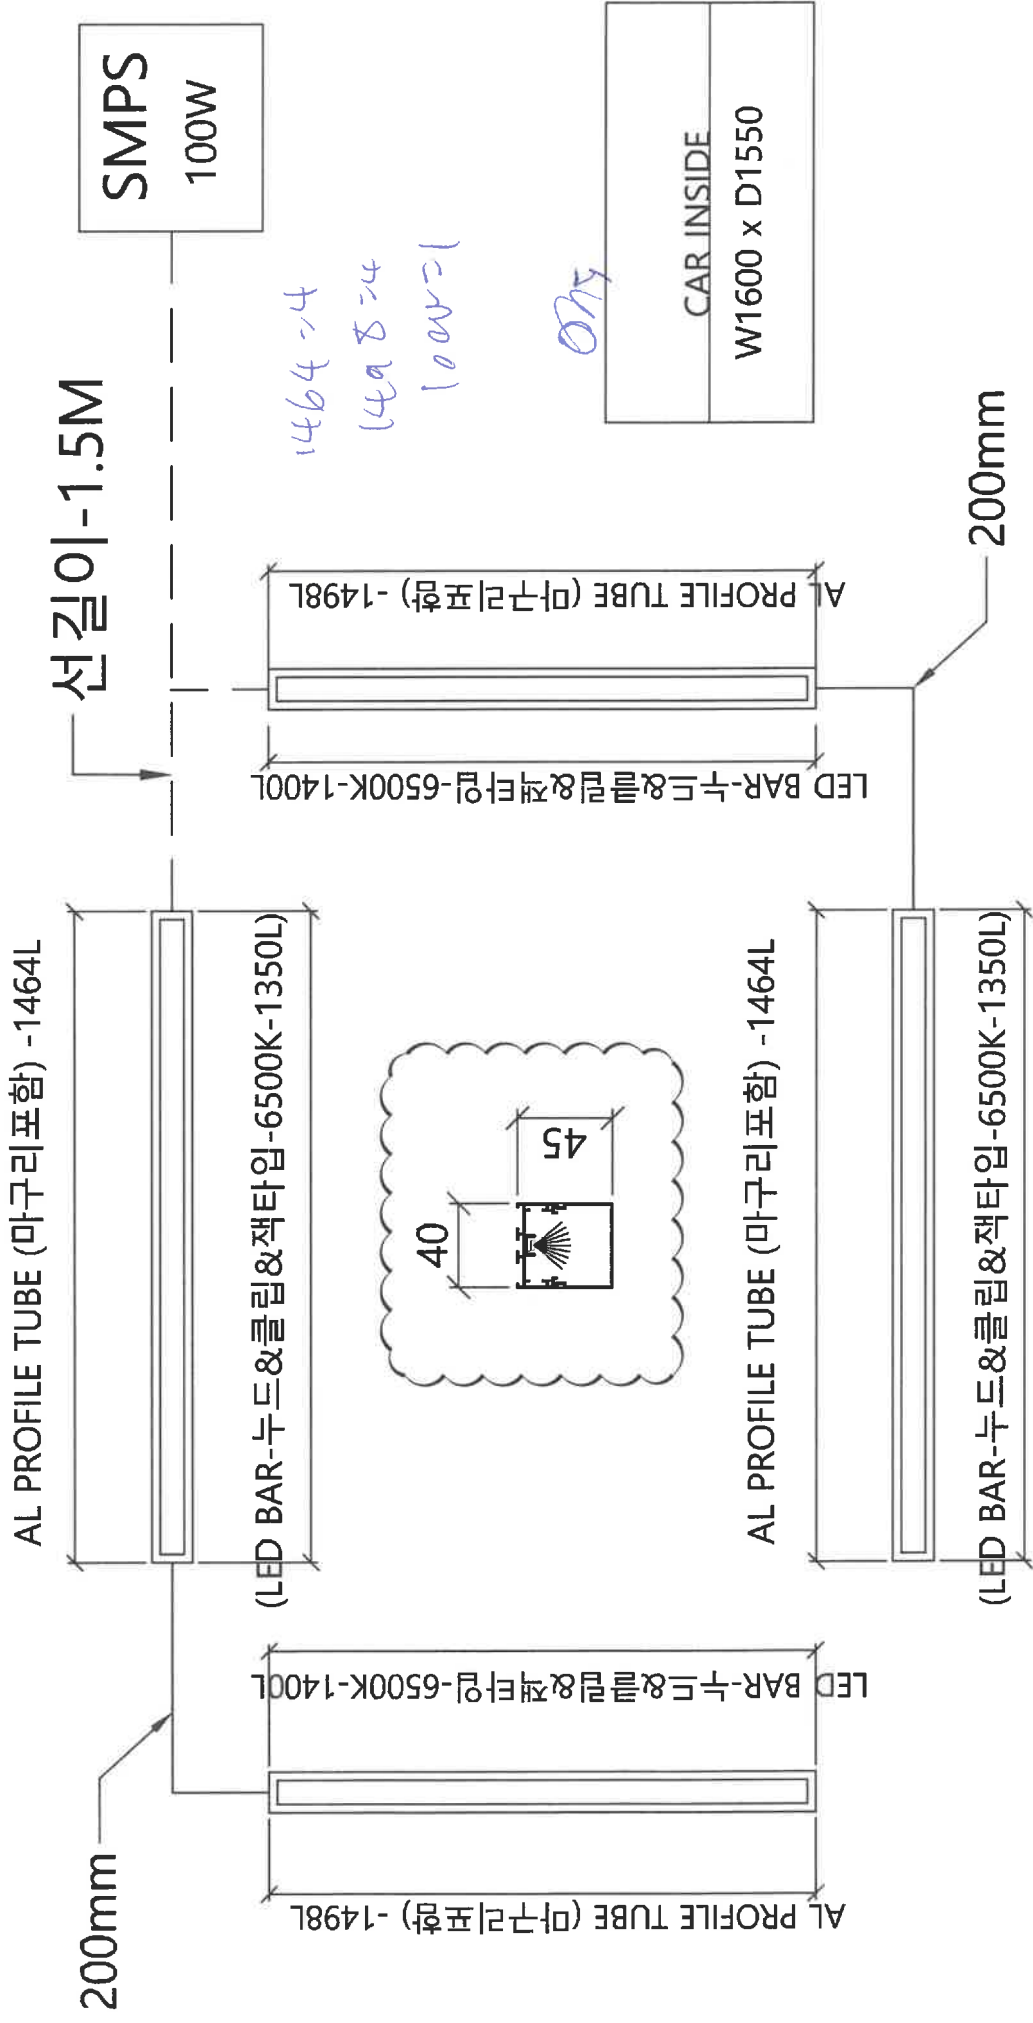 SMPS
100W
선길이-1.5M
1464 = 4
1498 = 4
100W = 1
CAR INSIDE
W1600 x D1550
200mm
AL PROFILE TUBE (마구리포함) -1498L
LED BAR-누드&클립&잭타입-6500K-1400L
AL PROFILE TUBE (마구리포함) -1464L
(LED BAR-누드&클립&잭타입-6500K-1350L)
40
45
AL PROFILE TUBE (마구리포함) -1464L
(LED BAR-누드&클립&잭타입-6500K-1350L)
LED BAR-누드&클립&잭타입-6500K-1400L
AL PROFILE TUBE (마구리포함) -1498L
200mm